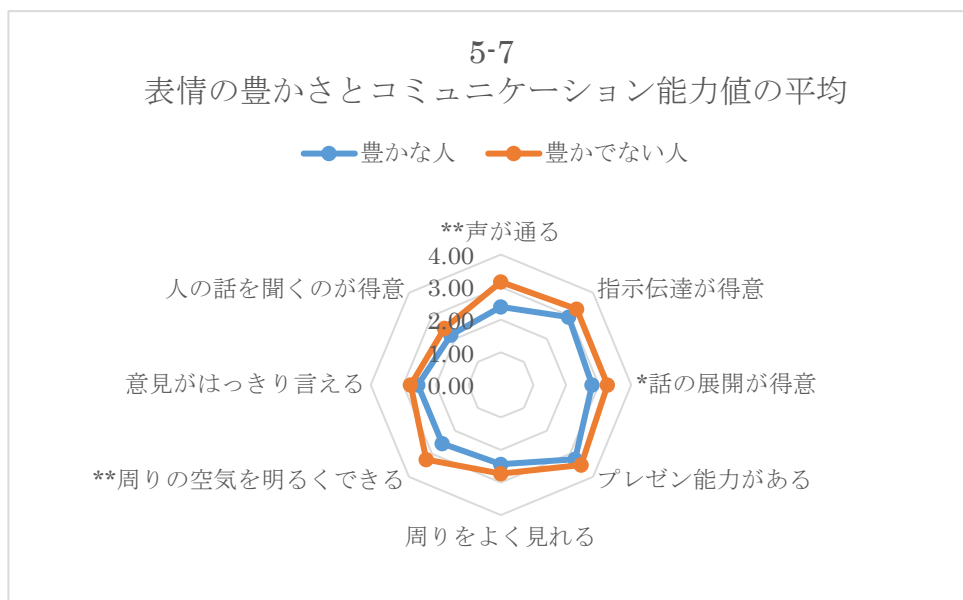 5-7
表情の豊かさとコミュニケーション能力値の平均
豊かな人 豊かでない人
**声が通る
4.00
人の話を聞くのが得意 3.00 指示伝達が得意
2.00
1.00
意見がはっきり言える 0.00 *話の展開が得意
**周りの空気を明るくできる プレゼン能力がある
周りをよく見れる